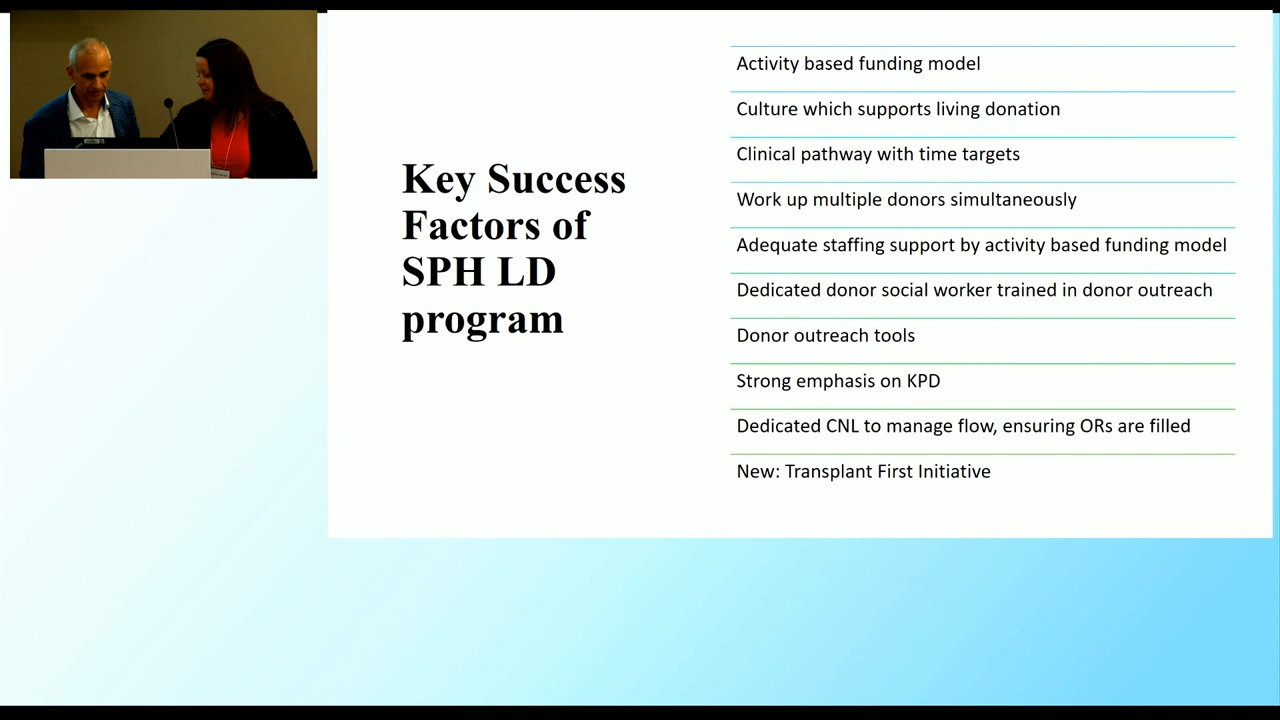 Key Success
Factors of
SPH LD
program
Activity based funding model
Culture which supports living donation
Clinical pathway with time targets
Work up multiple donors simultaneously
Adequate staffing support by activity based funding model
Dedicated donor social worker trained in donor outreach
Donor outreach tools
Strong emphasis on KPD
Dedicated CNL to manage flow, ensuring ORs are filled
New: Transplant First Initiative